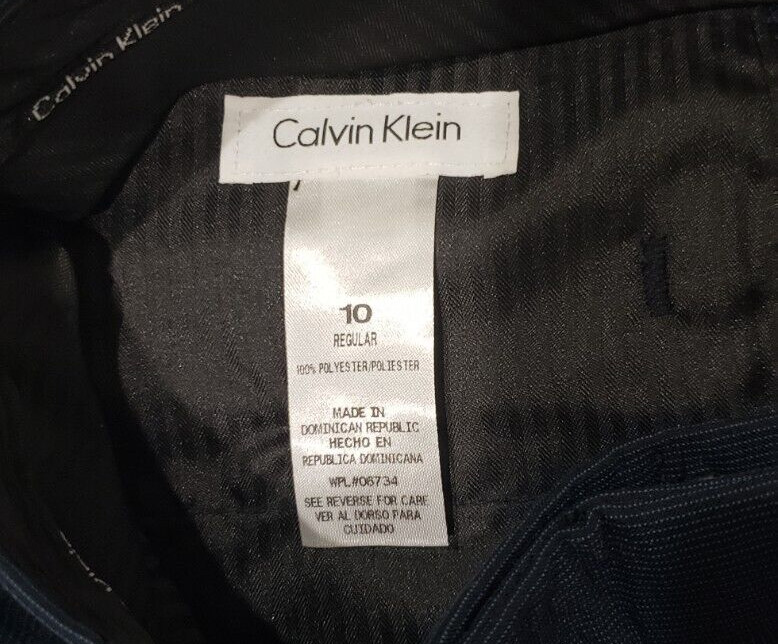 Calvin Klein
Calvin Klein
10
REGULAR
100% POLYESTER/POLIESTER
MADE IN
DOMINICAN REPUBLIC
HECHO EN
REPUBLICA DOMINICANA
WPL#06734
SEE REVERSE FOR CARE
VER AL DORSO PARA
CUIDADO